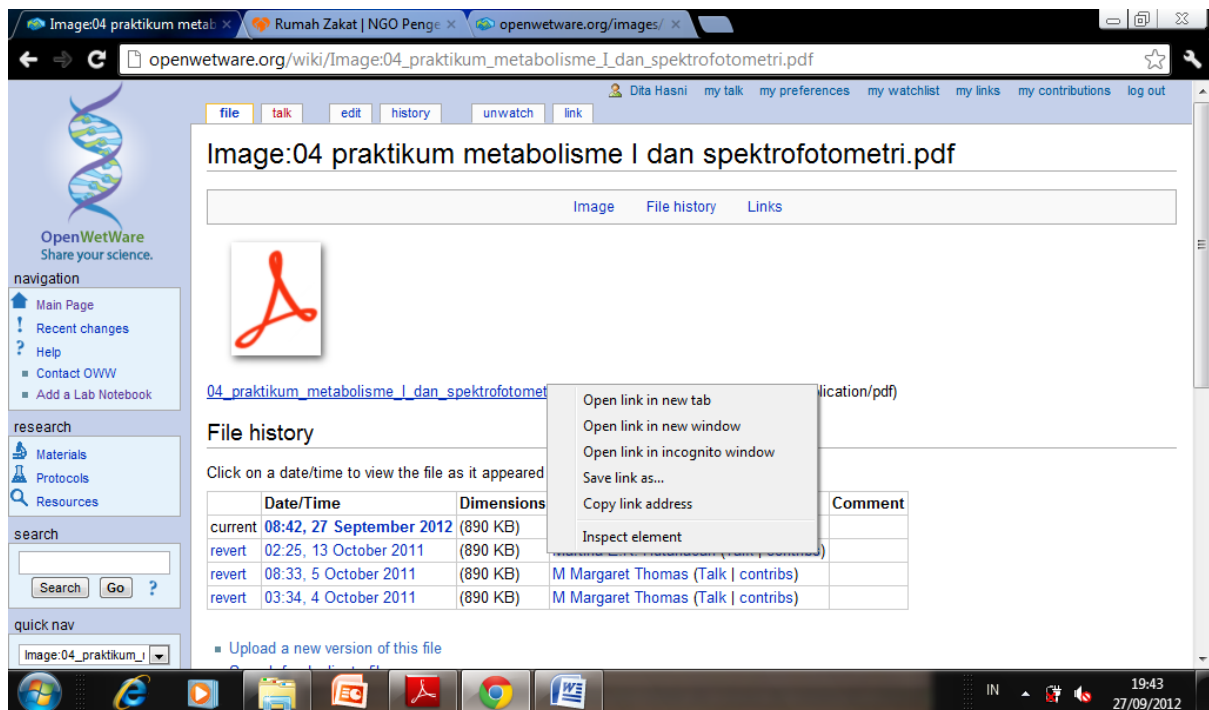 Image:04 praktikum metab
Rumah Zakat | NGO Penge
openwetware.org/images/
openwetware.org/wiki/Image:04_praktikum_metabolisme_I_dan_spektrofotometri.pdf
Dita Hasni my talk my preferences my watchlist my links my contributions log out
file talk edit history unwatch link
Image:04 praktikum metabolisme I dan spektrofotometri.pdf
Image File history Links
OpenWetWare
Share your science.
navigation
Main Page
Recent changes
Help
Contact OWW
Add a Lab Notebook
research
Materials
Protocols
Resources
search
Search Go ?
quick nav
Image:04_praktikum_
04_praktikum_metabolisme_I_dan_spektrofotomet
lication/pdf)
Open link in new tab
Open link in new window
Open link in incognito window
Save link as...
Copy link address
Inspect element
File history
Click on a date/time to view the file as it appeared
Date/Time Dimensions Comment
current 08:42, 27 September 2012 (890 KB)
revert 02:25, 13 October 2011 (890 KB)
revert 08:33, 5 October 2011 (890 KB) M Margaret Thomas (Talk | contribs)
revert 03:34, 4 October 2011 (890 KB) M Margaret Thomas (Talk | contribs)
Upload a new version of this file
IN
19:43
27/09/2012